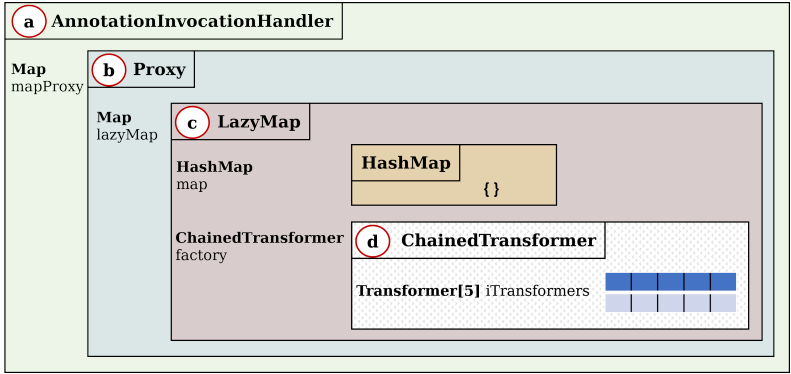 a AnnotationInvocationHandler
Map
mapProxy
b Proxy
Map
lazyMap
c LazyMap
HashMap
map
HashMap
{ }
ChainedTransformer
factory
d ChainedTransformer
Transformer[5] iTransformers